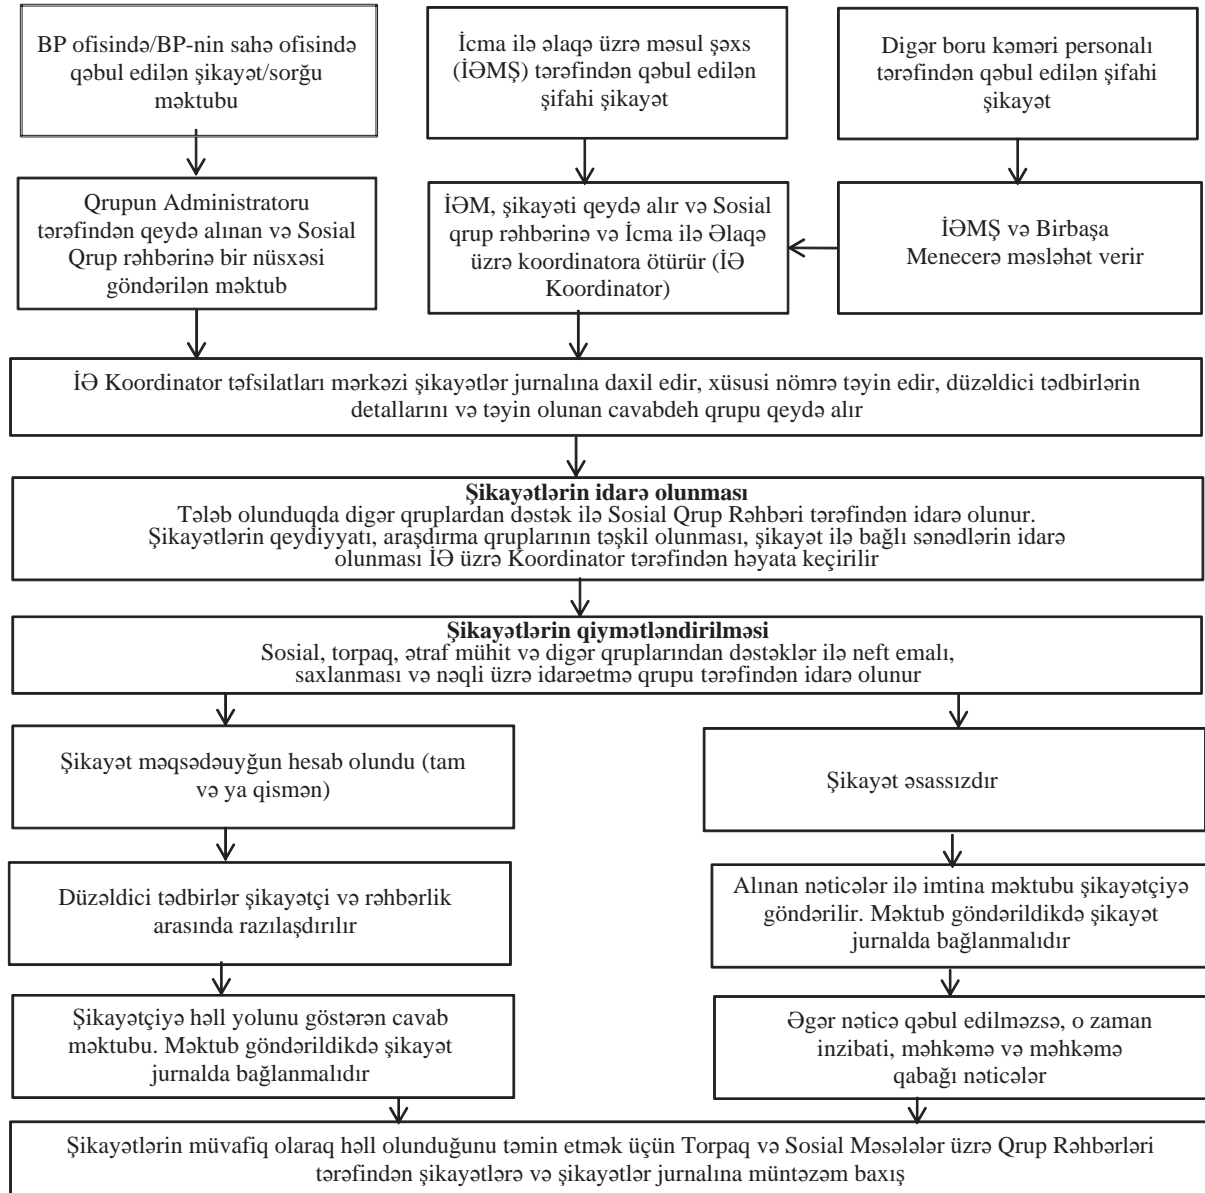 BP ofisində/BP-nin sahə ofisində
qəbul edilən şikayət/sorğu
məktubu
İcma ilə əlaqə üzrə məsul şəxs
(İƏMŞ) tərəfindən qəbul edilən
şifahi şikayət
Digər boru kəməri personalı
tərəfindən qəbul edilən şifahi
şikayət
Qrupun Administratoru
tərəfindən qeydə alınan və Sosial
Qrup rəhbərinə bir nüsxəsi
göndərilən məktub
İƏM, şikayəti qeydə alır və Sosial
qrup rəhbərinə və İcma ilə Əlaqə
üzrə koordinatora ötürür (İƏ
Koordinator)
İƏMŞ və Birbaşa
Menecerə məsləhət verir
İƏ Koordinator təfsilatları mərkəzi şikayətlər jurnalına daxil edir, xüsusi nömrə təyin edir, düzəldici tədbirlərin
detallarını və təyin olunan cavabdeh qrupu qeydə alır
Şikayətlərin idarə olunması
Tələb olunduqda digər qruplardan dəstək ilə Sosial Qrup Rəhbəri tərəfindən idarə olunur.
Şikayətlərin qeydiyyatı, araşdırma qruplarının təşkil olunması, şikayət ilə bağlı sənədlərin idarə
olunması İƏ üzrə Koordinator tərəfindən həyata keçirilir
Şikayətlərin qiymətləndirilməsi
Sosial, torpaq, ətraf mühit və digər qruplarından dəstəklər ilə neft emalı,
saxlanması və nəqli üzrə idarəetmə qrupu tərəfindən idarə olunur
Şikayət məqsədəuyğun hesab olundu (tam
və ya qismən)
Şikayət əsassızdır
Düzəldici tədbirlər şikayətçi və rəhbərlik
arasında razılaşdırılır
Alınan nəticələr ilə imtina məktubu şikayətçiyə
göndərilir. Məktub göndərildikdə şikayət
jurnalda bağlanmalıdır
Şikayətçiyə həll yolunu göstərən cavab
məktubu. Məktub göndərildikdə şikayət
jurnalda bağlanmalıdır
Əgər nəticə qəbul edilməzsə, o zaman
inzibati, məhkəmə və məhkəmə
qabağı nəticələr
Şikayətlərin müvafiq olaraq həll olunduğunu təmin etmək üçün Torpaq və Sosial Məsələlər üzrə Qrup Rəhbərləri
tərəfindən şikayətlərə və şikayətlər jurnalına müntəzəm baxış